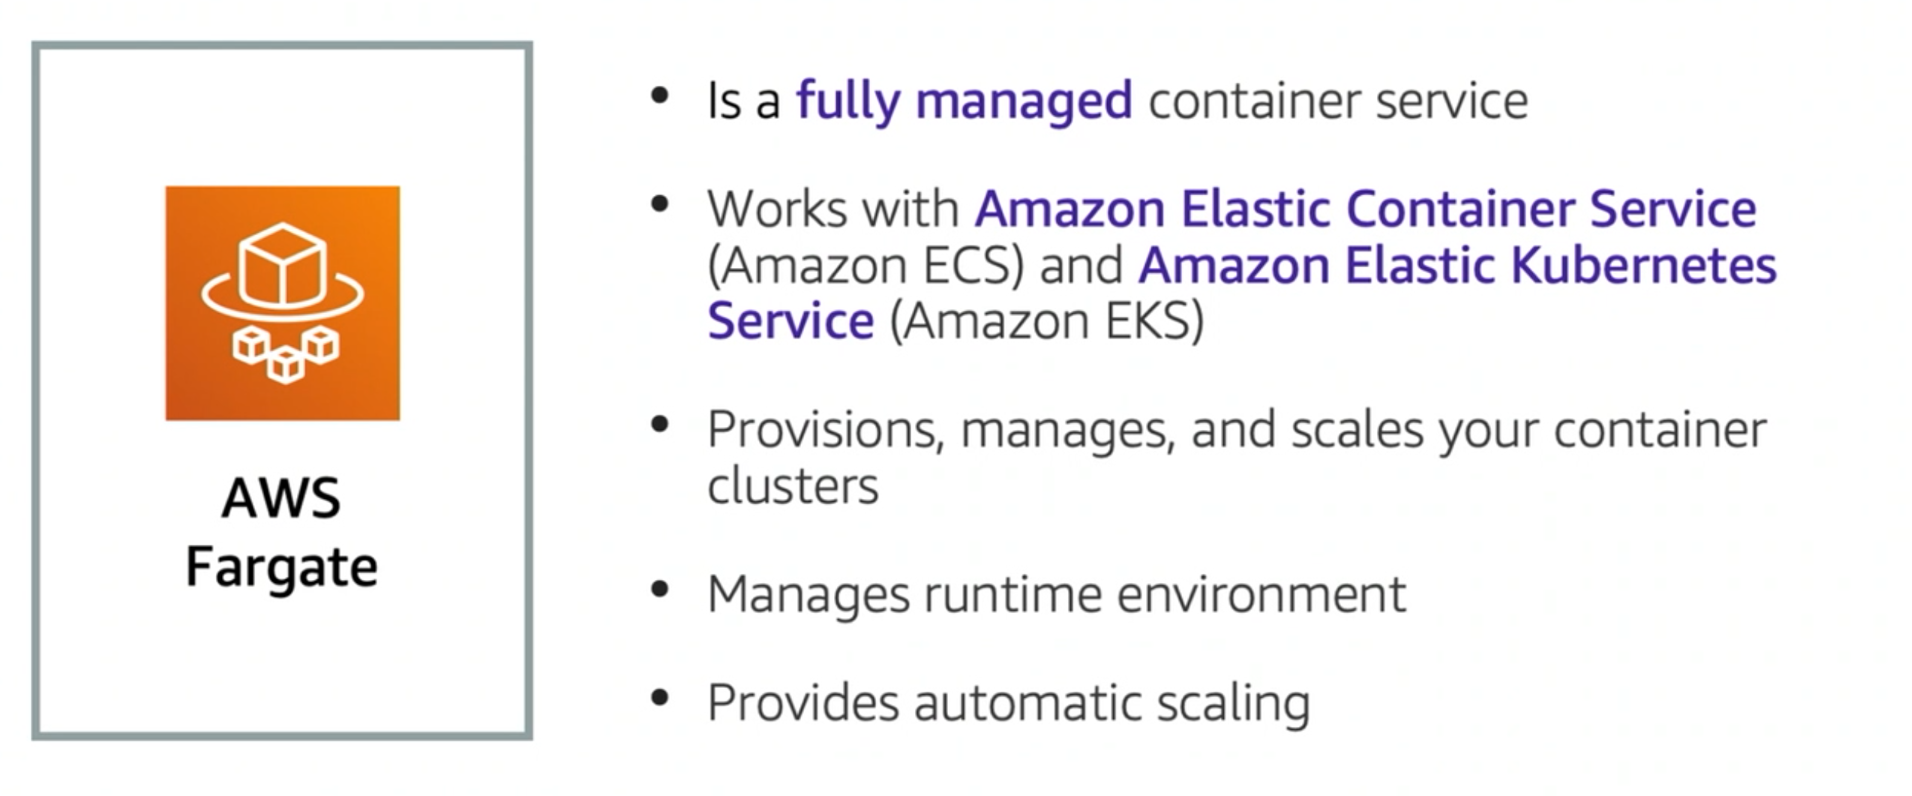 AWS
Fargate
• Is a fully managed container service
• Works with Amazon Elastic Container Service
(Amazon ECS) and Amazon Elastic Kubernetes
Service (Amazon EKS)
• Provisions, manages, and scales your container
clusters
• Manages runtime environment
• Provides automatic scaling